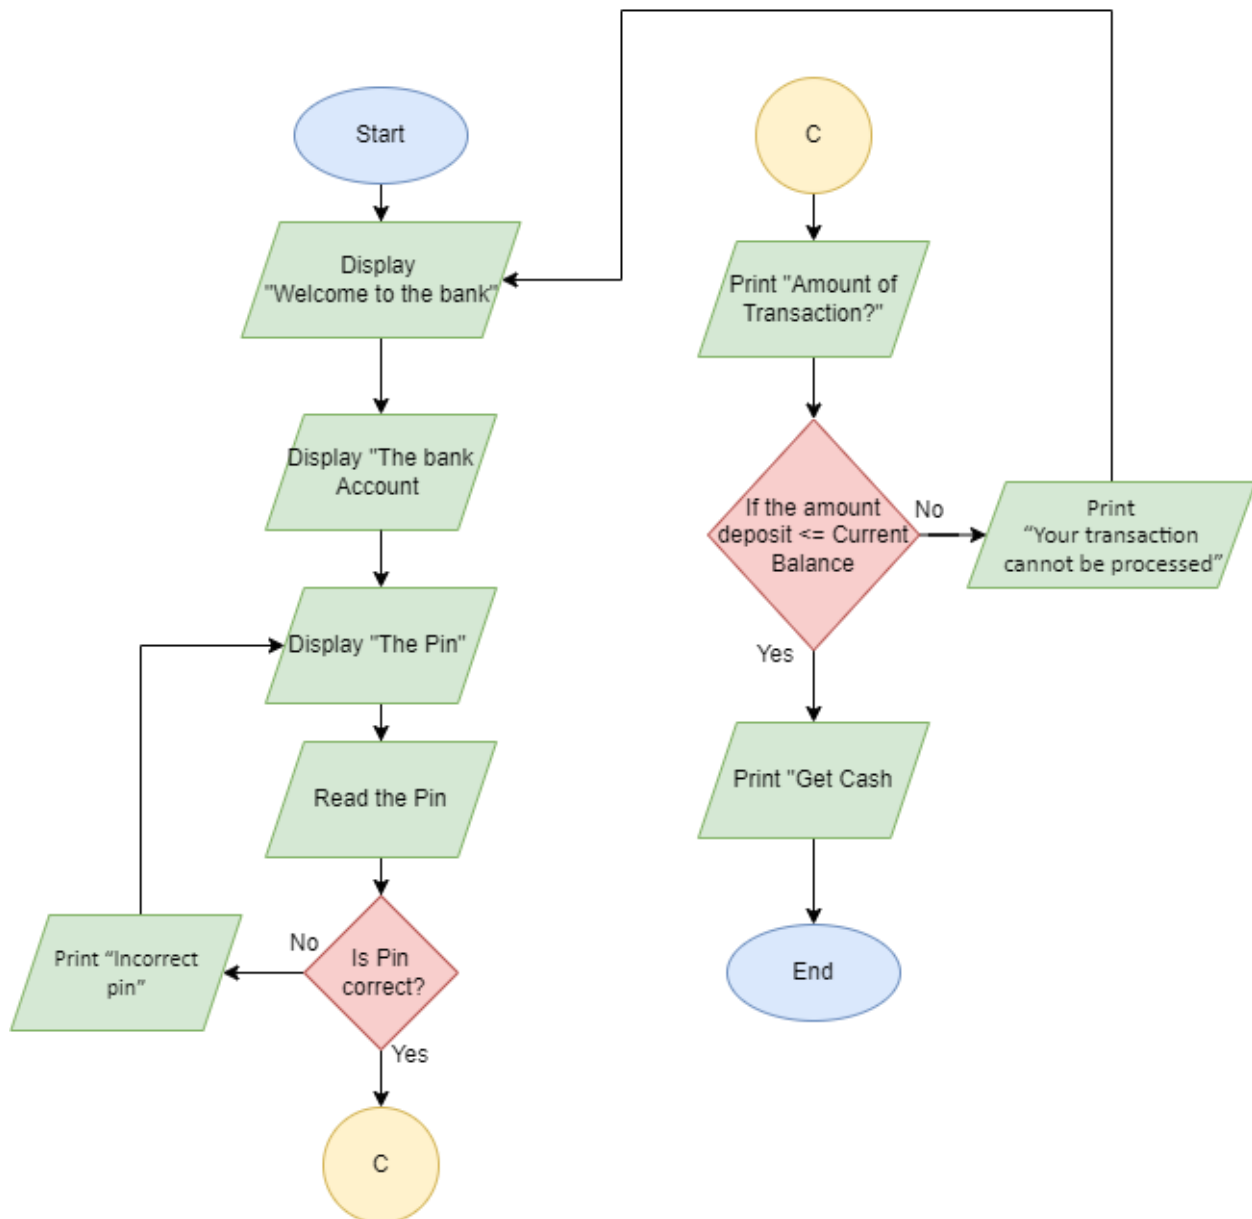 Start
Display
"Welcome to the bank"
Display "The bank
Account
Display "The Pin"
Read the Pin
Is Pin
correct?
No
Print “Incorrect
pin”
Yes
C
C
Print "Amount of
Transaction?"
If the amount
deposit <= Current
Balance
No
Print
“Your transaction
cannot be processed”
Yes
Print "Get Cash
End